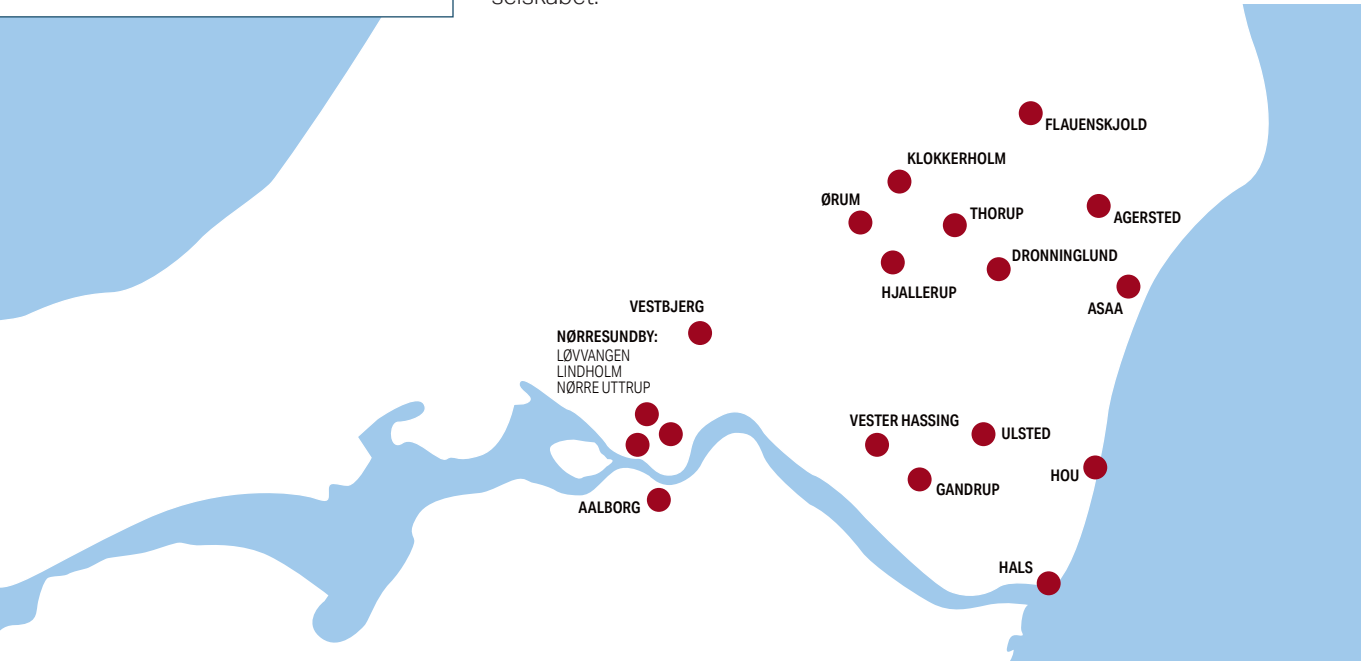 selskabet.
FLAUENSKJOLD
KLOKKERHOLM
ØRUM
THORUP
AGERSTED
DRONNINGLUND
HJALLERUP
ASAA
VESTBJERG
NØRRESUNDBY:
LØVVANGEN
LINDHOLM
NØRRE UTTRUP
VESTER HASSING
ULSTED
HOU
GANDRUP
AALBORG
HALS